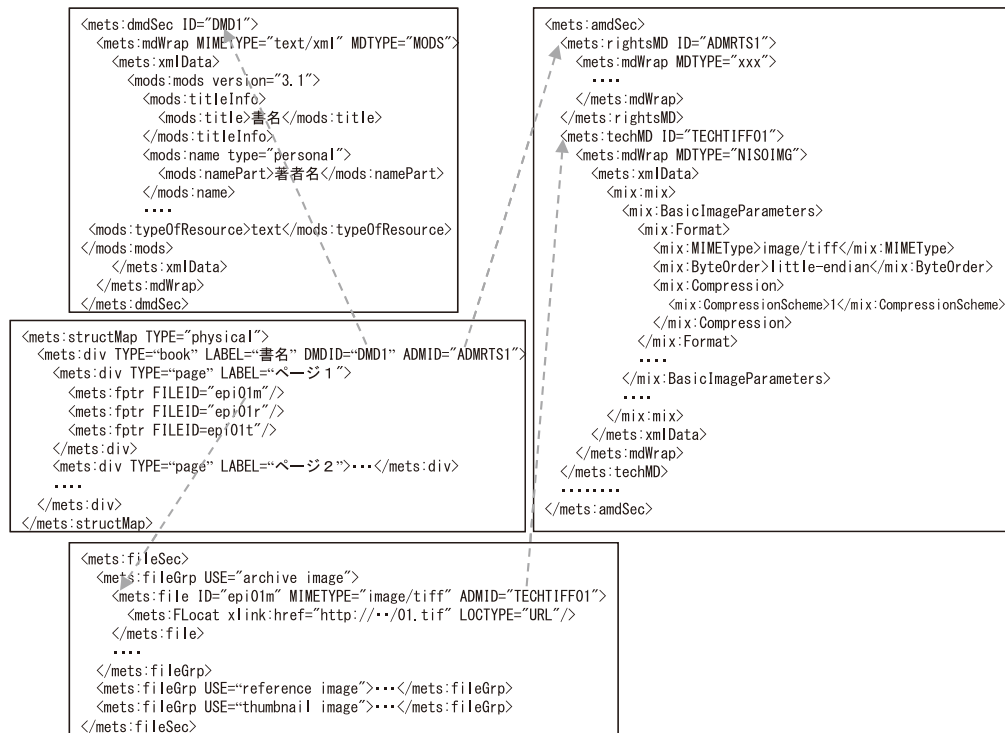 <mets:dmdSec ID="DMD1">
<mets:mdWrap MIMETYPE="text/xml" MDTYPE="MODS">
<mets:xmlData>
<mods:mods version="3.1">
<mods:titleInfo>
<mods:title>書名</mods:title>
</mods:titleInfo>
<mods:name type="personal">
<mods:namePart>著者名</mods:namePart>
</mods:name>
････
<mods:typeOfResource>text</mods:typeOfResource>
</mods:mods>
</mets:xmlData>
</mets:mdWrap>
</mets:dmdSec>
<mets:structMap TYPE="physical">
<mets:div TYPE=“book” LABEL=“書名” DMDID=“DMD1” ADMID="ADMRTS1">
<mets:div TYPE=“page” LABEL=“ページ１">
<mets:fptr FILEID="epi01m"/>
<mets:fptr FILEID="epi01r"/>
<mets:fptr FILEID=epi01t"/>
</mets:div>
<mets:div TYPE=“page” LABEL=“ページ２">･･･</mets:div>
････
</mets:div>
</mets:structMap>
<mets:fileSec>
<mets:fileGrp USE="archive image">
<mets:file ID="epi01m" MIMETYPE="image/tiff" ADMID="TECHTIFF01">
<mets:FLocat xlink:href="http://･･/01.tif" LOCTYPE="URL"/>
</mets:file>
････
</mets:fileGrp>
<mets:fileGrp USE=“reference image">･･･</mets:fileGrp>
<mets:fileGrp USE=“thumbnail image">･･･</mets:fileGrp>
</mets:fileSec>
<mets:amdSec>
<mets:rightsMD ID="ADMRTS1">
<mets:mdWrap MDTYPE="xxx">
････
</mets:mdWrap>
</mets:rightsMD>
<mets:techMD ID="TECHTIFF01">
<mets:mdWrap MDTYPE="NISOIMG">
<mets:xmlData>
<mix:mix>
<mix:BasicImageParameters>
<mix:Format>
<mix:MIMEType>image/tiff</mix:MIMEType>
<mix:ByteOrder>little-endian</mix:ByteOrder>
<mix:Compression>
<mix:CompressionScheme>1</mix:CompressionScheme>
</mix:Compression>
</mix:Format>
････
</mix:BasicImageParameters>
････
</mix:mix>
</mets:xmlData>
</mets:mdWrap>
</mets:techMD>
････････
</mets:amdSec>